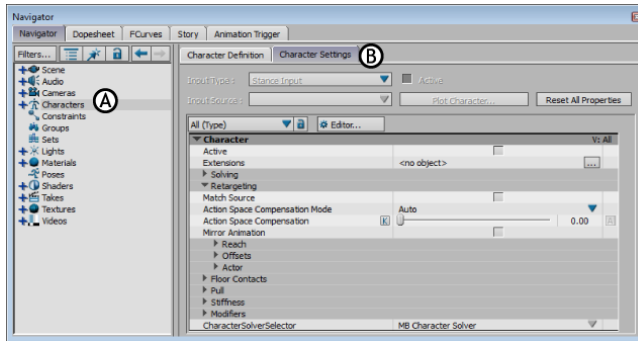 Navigator
Navigator Dopesheet FCurves Story Animation Trigger
Filters...
Scene
Audio
Cameras
Characters
Constraints
Groups
Sets
Lights
Materials
Poses
Shaders
Takes
Textures
Videos
A
Character Definition Character Settings
B
Input Type : Stance Input Active
Input Source : Plot Character... Reset All Properties
All (Type) Editor...
Character V: All
Active
Extensions <no object> ...
Solving
Retargeting
Match Source
Action Space Compensation Mode Auto
Action Space Compensation K 0.00 A
Mirror Animation
Reach
Offsets
Actor
Floor Contacts
Pull
Stiffness
Modifiers
CharacterSolverSelector MB Character Solver